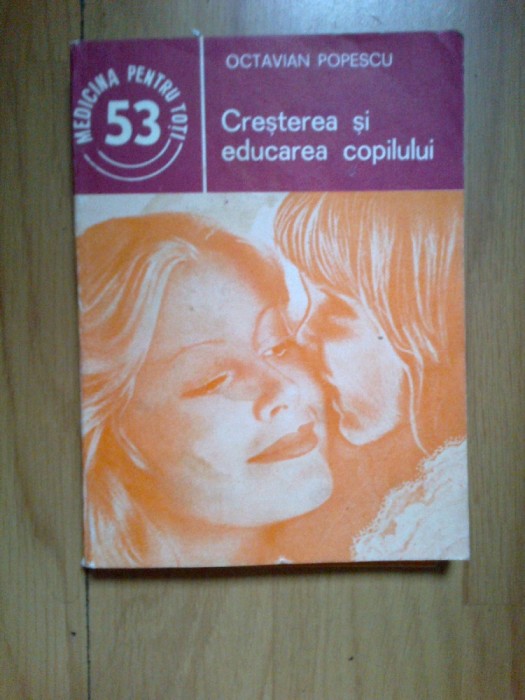 MEDICINA PENTRU TOȚI
53
OCTAVIAN POPESCU
Creșterea și
educarea copilului